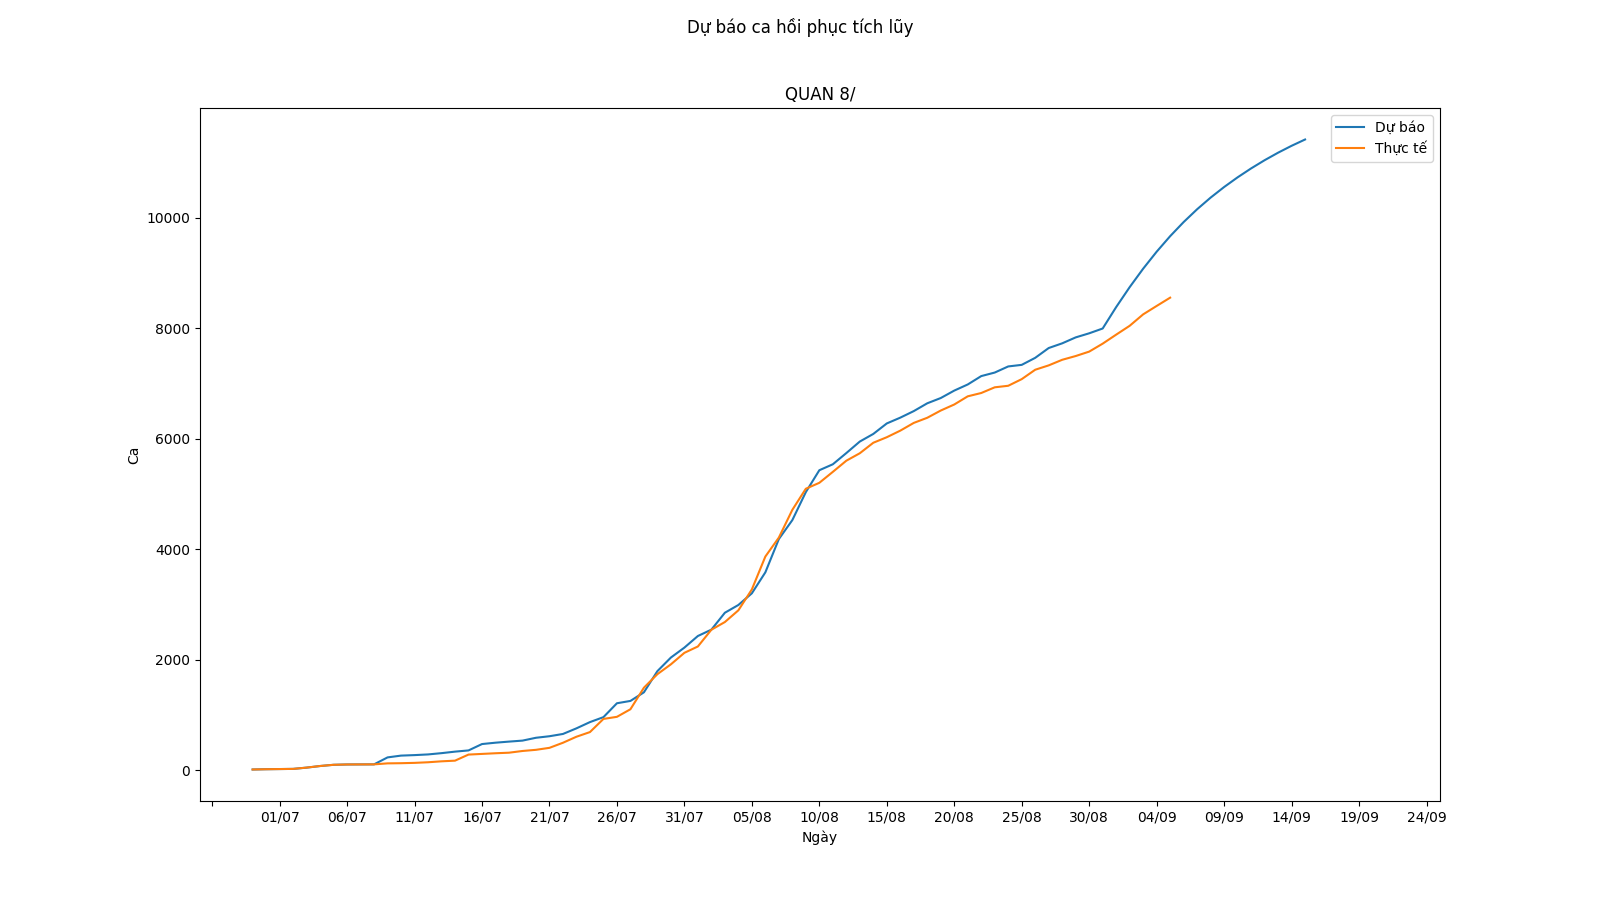 Dự báo ca hồi phục tích lũy
QUAN 8/
Dự báo
Thực tế
10000
8000
6000
4000
2000
0
Ca
01/07 06/07 11/07 16/07 21/07 26/07 31/07 05/08 10/08 15/08 20/08 25/08 30/08 04/09 09/09 14/09 19/09 24/09
Ngày